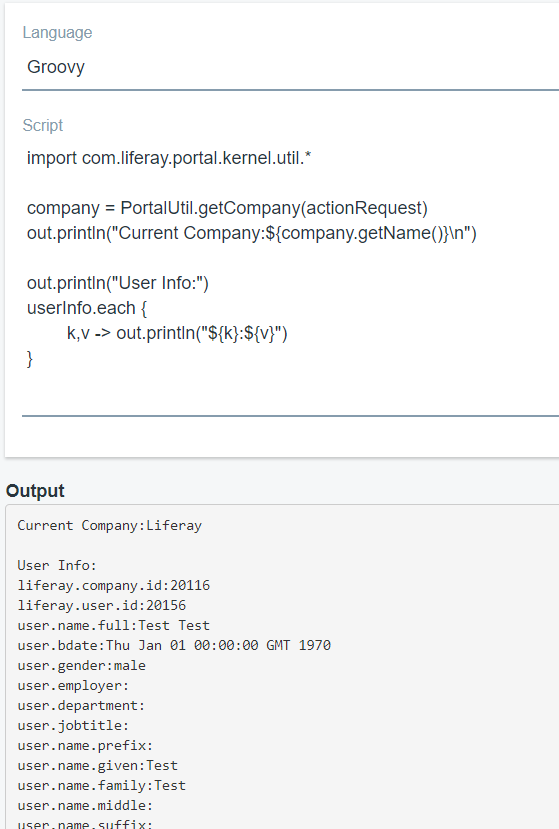 Language
Groovy
Script
import com.liferay.portal.kernel.util.*
company = PortalUtil.getCompany(actionRequest)
out.println("Current Company:${company.getName()}\n")
out.println("User Info:")
userInfo.each {
k,v -> out.println("${k}:${v}")
}
Output
Current Company:Liferay
User Info:
liferay.company.id:20116
liferay.user.id:20156
user.name.full:Test Test
user.bdate:Thu Jan 01 00:00:00 GMT 1970
user.gender:male
user.employer:
user.department:
user.jobtitle:
user.name.prefix:
user.name.given:Test
user.name.family:Test
user.name.middle:
user.name.suffix: